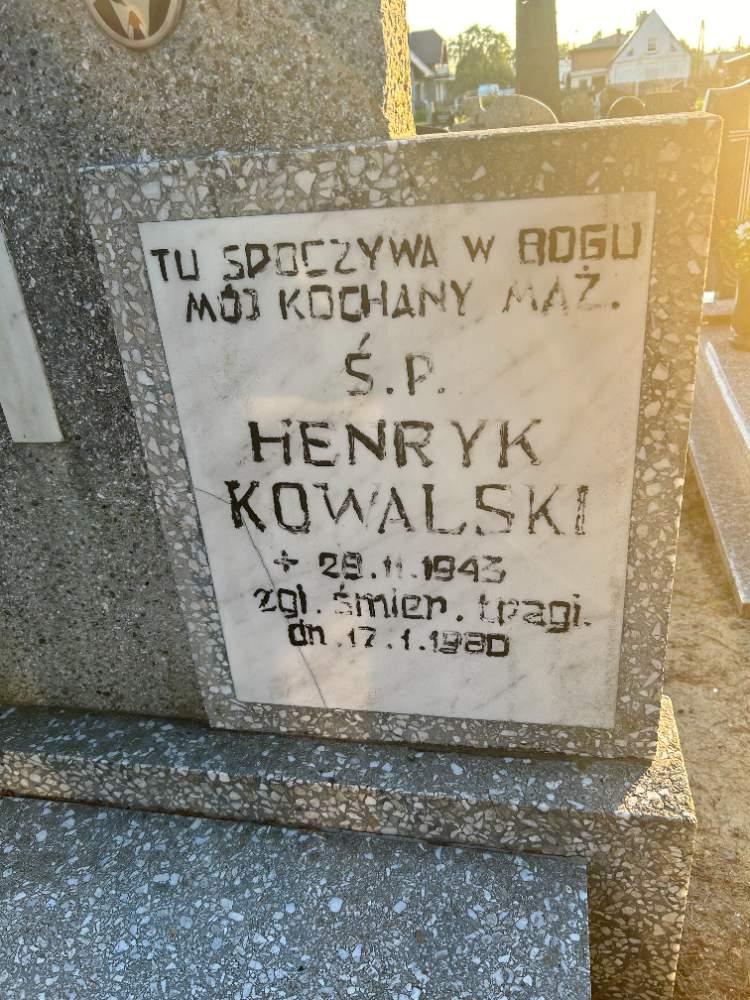 TU SPOCZYWA W BOGU
MÓJ KOCHANY MĄŻ.
Ś.P.
HENRYK
KOWALSKI
+ 28.11.1943
zgi. śmier. tragi.
dn. 17.1.1980